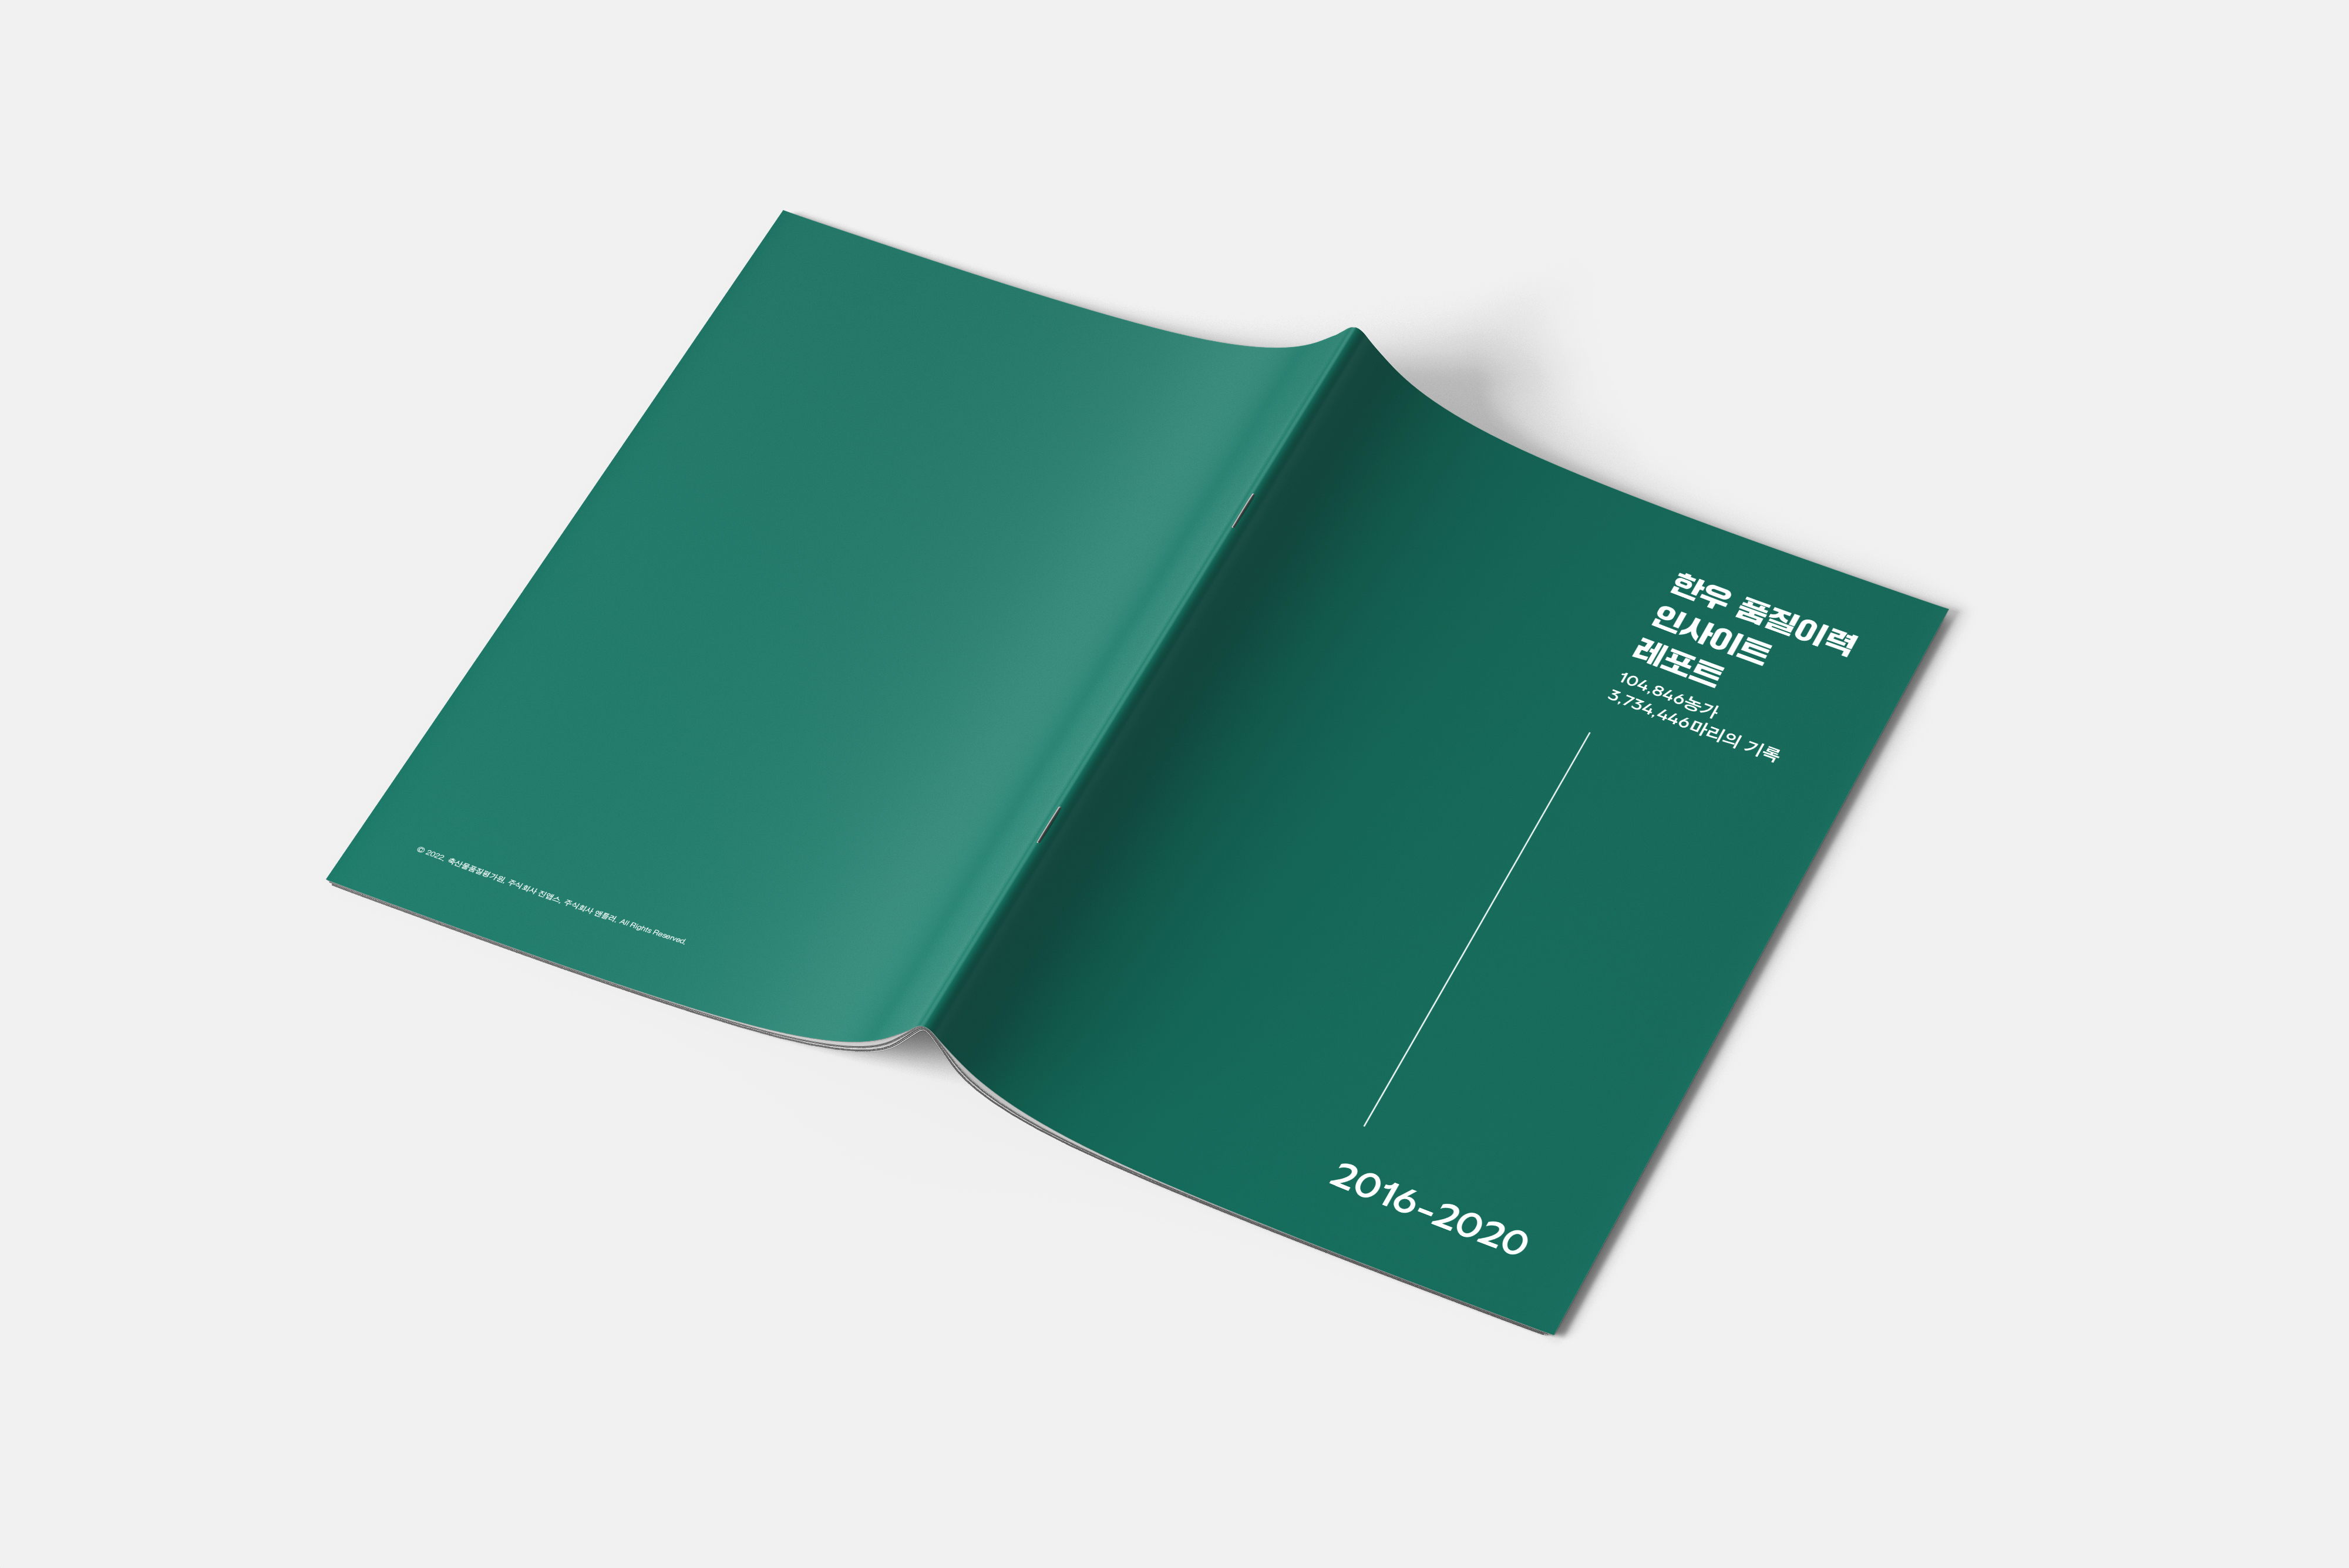 한우 품질이력
인사이트
레포트
104,846농가
3,734,446마리의 기록
2016-2020
© 2022. 축산물품질평가원, 주식회사 진앱스, 주식회사 앤틀러. All Rights Reserved.